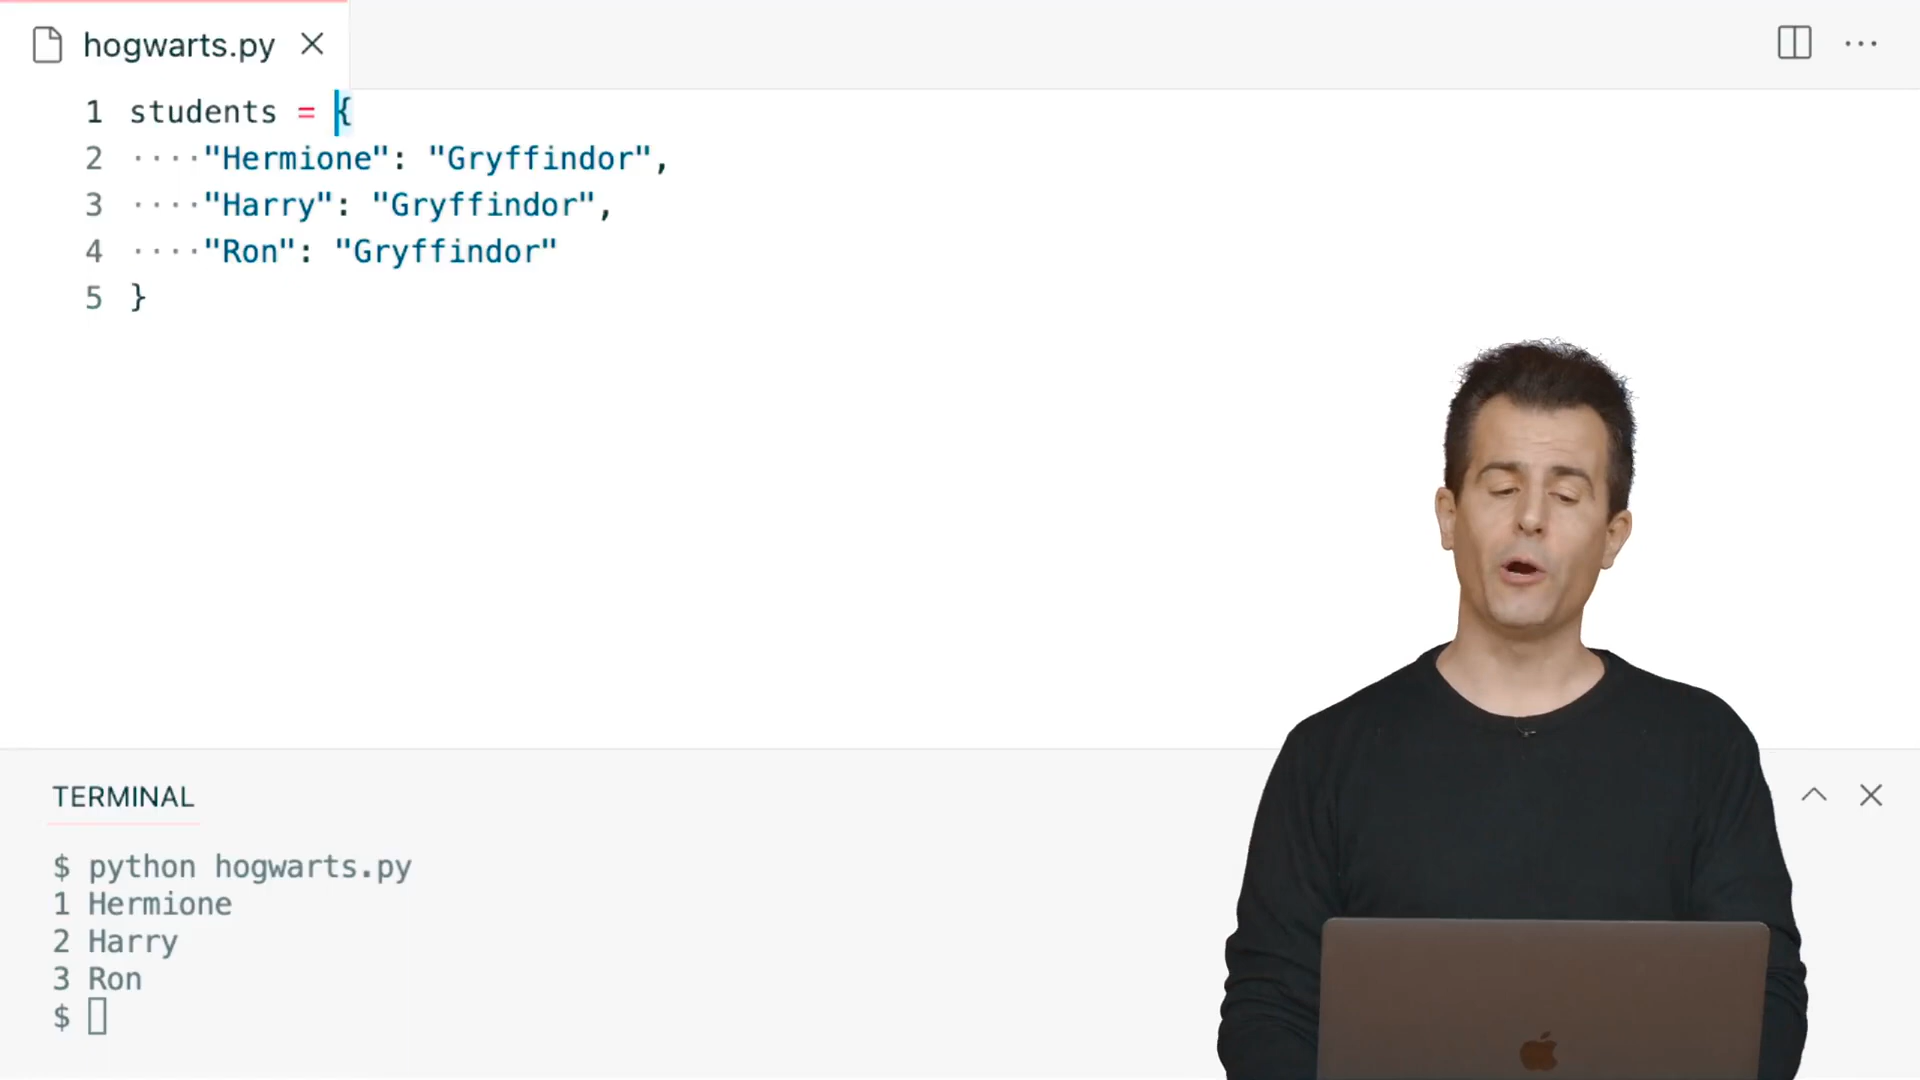 hogwarts.py
1 students = {
2 ····"Hermione": "Gryffindor",
3 ····"Harry": "Gryffindor",
4 ····"Ron": "Gryffindor"
5 }
TERMINAL
$ python hogwarts.py
1 Hermione
2 Harry
3 Ron
$